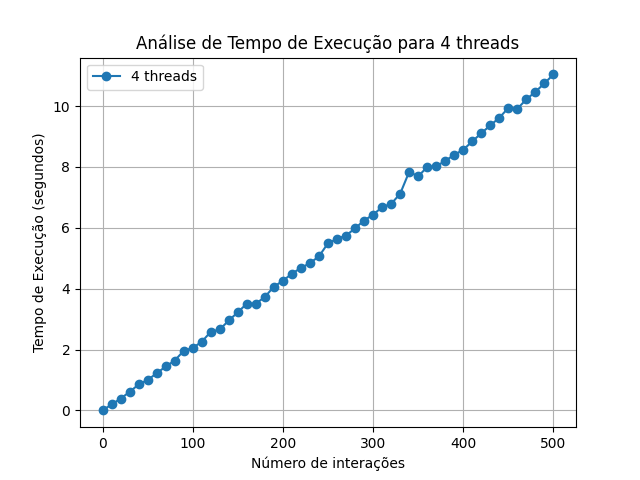 Análise de Tempo de Execução para 4 threads
4 threads
10
8
6
4
2
0
Tempo de Execução (segundos)
0 100 200 300 400 500
Número de interações